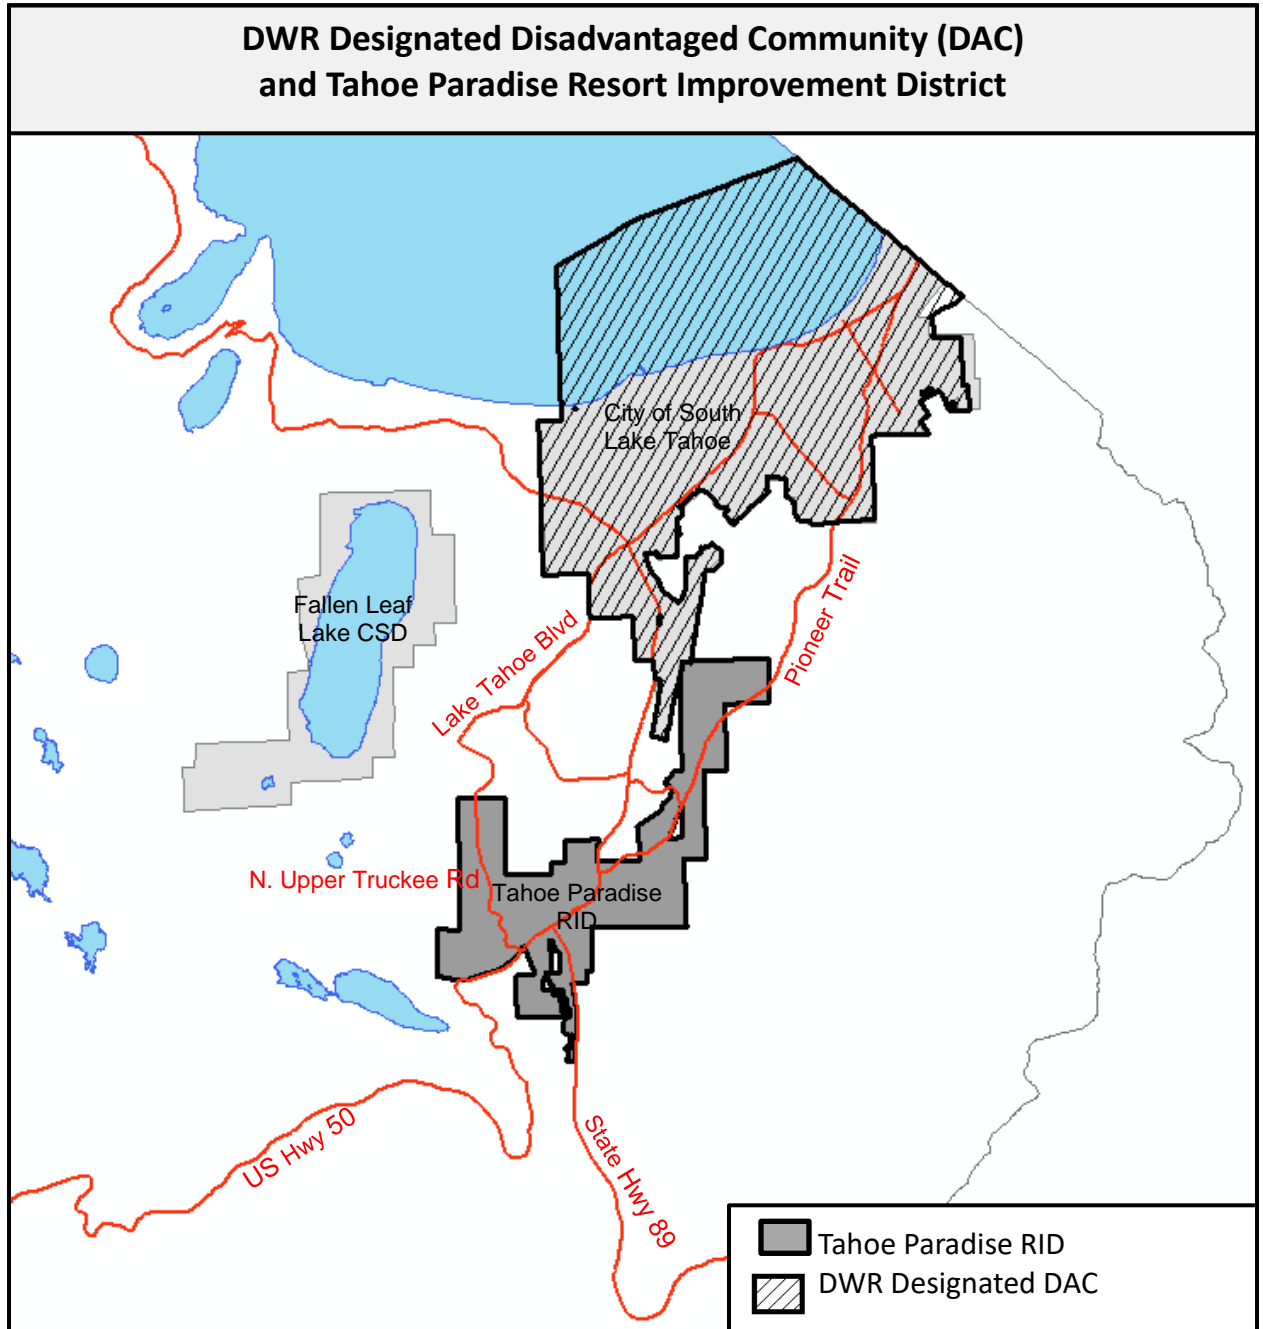 DWR Designated Disadvantaged Community (DAC)
and Tahoe Paradise Resort Improvement District
City of South
Lake Tahoe
Fallen Leaf
Lake CSD
Lake Tahoe Blvd
Pioneer Trail
N. Upper Truckee Rd
Tahoe Paradise
RID
US Hwy 50
State Hwy 89
Tahoe Paradise RID
DWR Designated DAC